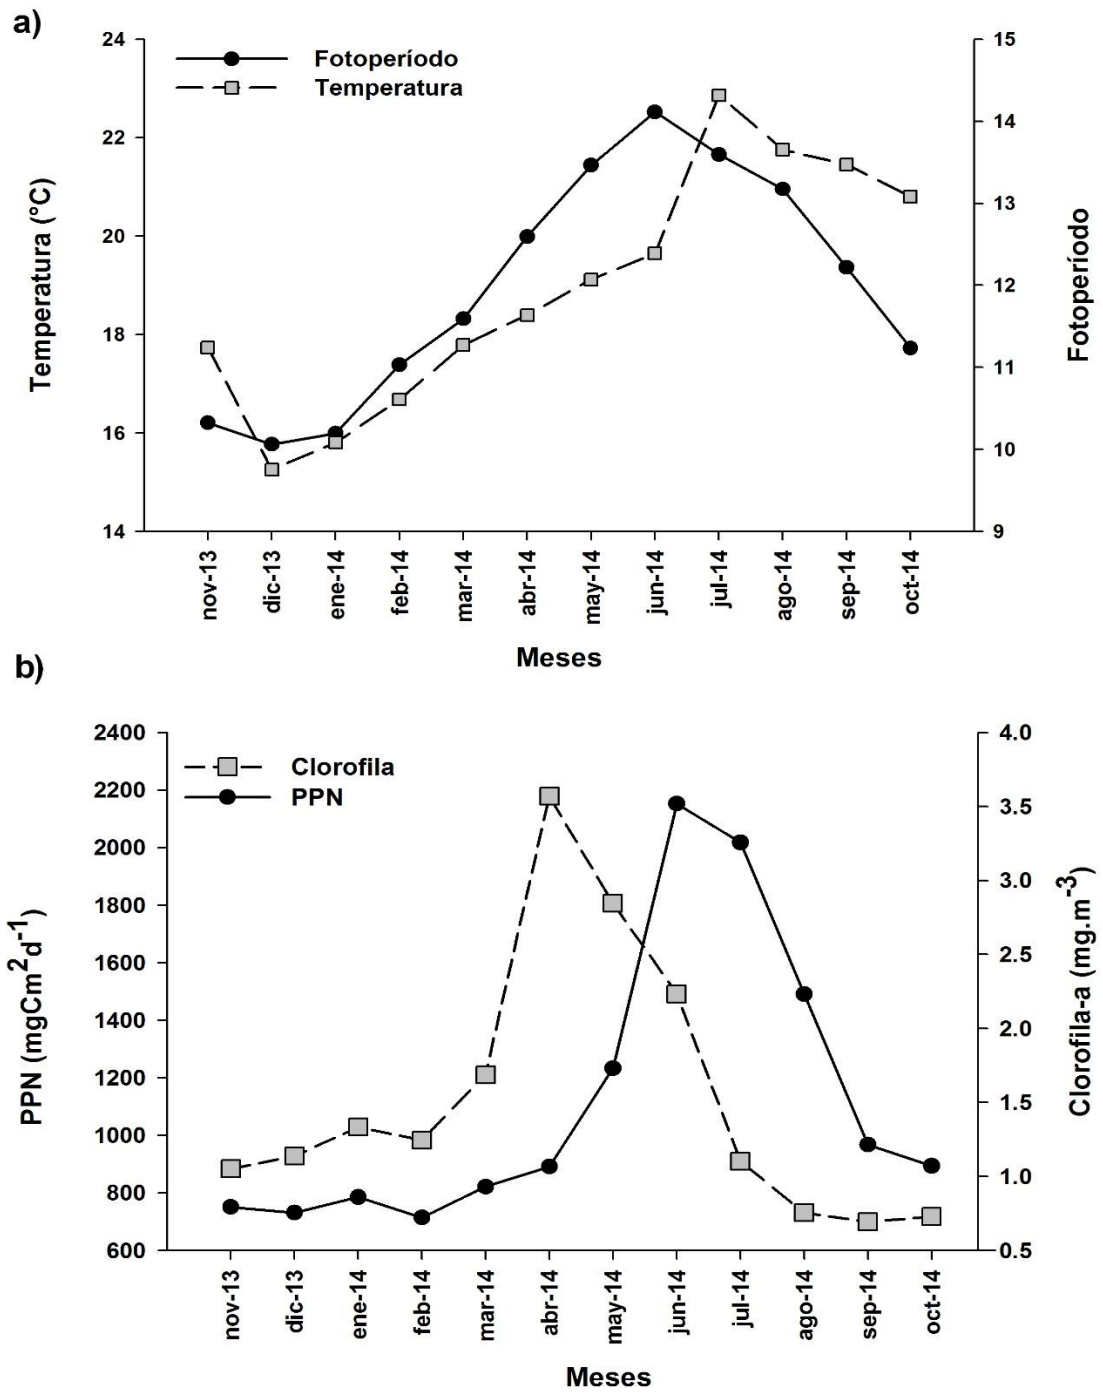 a)
Fotoperíodo
Temperatura
24
22
20
18
16
14
Temperatura (°C)
15
14
13
12
11
10
9
Fotoperíodo
nov-13
dic-13
ene-14
feb-14
mar-14
abr-14
may-14
jun-14
jul-14
ago-14
sep-14
oct-14
Meses
b)
Clorofila
PPN
2400
2200
2000
1800
1600
1400
1200
1000
800
600
PPN (mgCm²d⁻¹)
4.0
3.5
3.0
2.5
2.0
1.5
1.0
0.5
Clorofila-a (mg.m⁻³)
nov-13
dic-13
ene-14
feb-14
mar-14
abr-14
may-14
jun-14
jul-14
ago-14
sep-14
oct-14
Meses